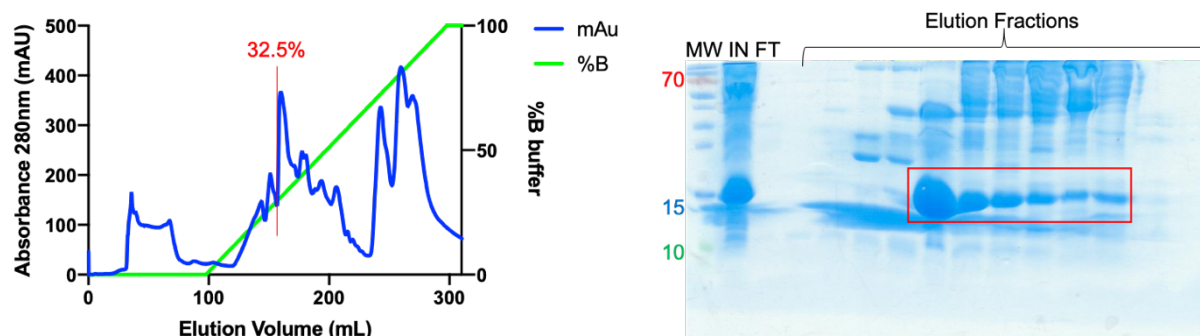 Absorbance 280nm (mAU)
500
400
300
200
100
0
0
100
200
300
Elution Volume (mL)
32.5%
100
50
0
%B buffer
mAu
%B
Elution Fractions
MW IN FT
70
15
10